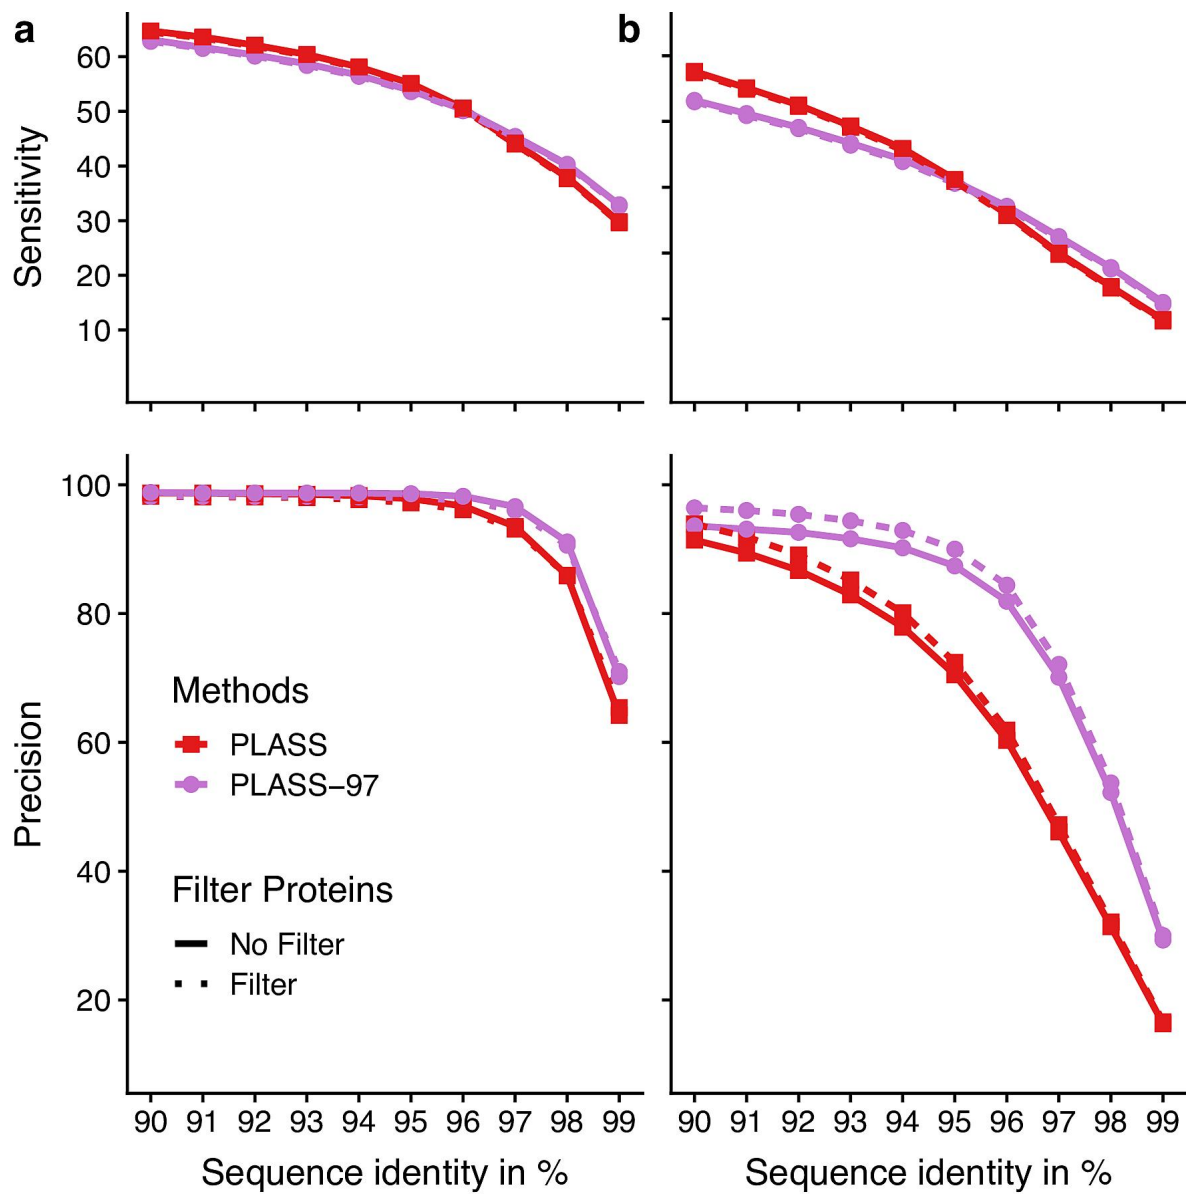 a
b
60
50
40
30
20
10
Sensitivity
100
80
60
40
20
Precision
Methods
PLASS
PLASS−97
Filter Proteins
No Filter
Filter
90 91 92 93 94 95 96 97 98 99
90 91 92 93 94 95 96 97 98 99
Sequence identity in %
Sequence identity in %